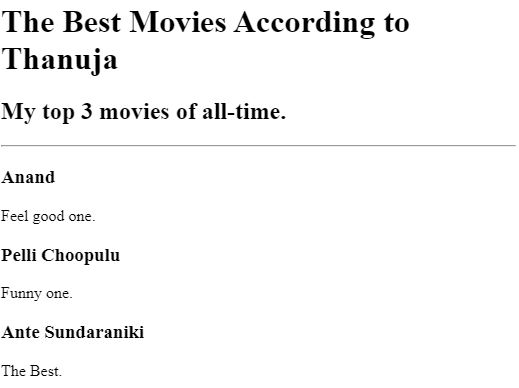 The Best Movies According to
Thanuja
My top 3 movies of all-time.
Anand
Feel good one.
Pelli Choopulu
Funny one.
Ante Sundaraniki
The Best.